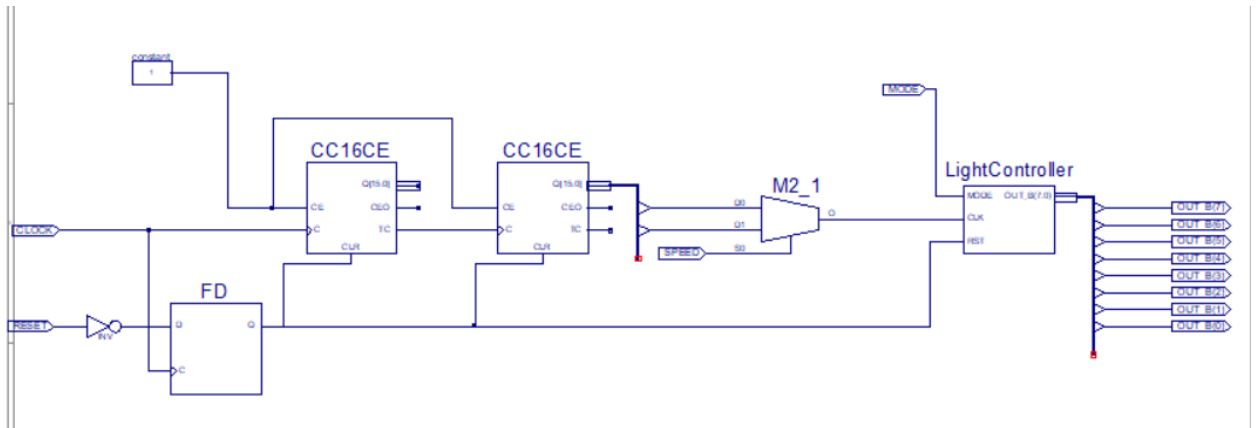 constant
1
MODE
CC16CE
CC16CE
LightController
Q[15:0]
Q[15:0]
M2_1
MODE OUT_B(7:0)
CE CEO
CE CEO
D0
O
OUT_B(7)
CLOCK
C TC
C TC
D1
CLK
OUT_B(6)
CLR
CLR
SPEED S0
RST
OUT_B(5)
OUT_B(4)
FD
OUT_B(3)
OUT_B(2)
OUT_B(1)
RESET
INV
D Q
OUT_B(0)
C